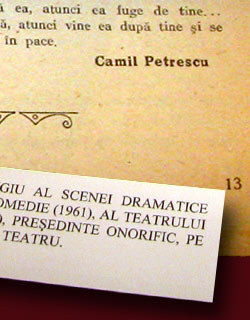 ea, atunci ea fuge de tine...
atunci vine ea după tine și se
în pace.
Camil Petrescu
13
GIU AL SCENEI DRAMATICE
OMEDIE (1961), AL TEATRULUI
), PREȘEDINTE ONORIFIC, PE
TEATRU.